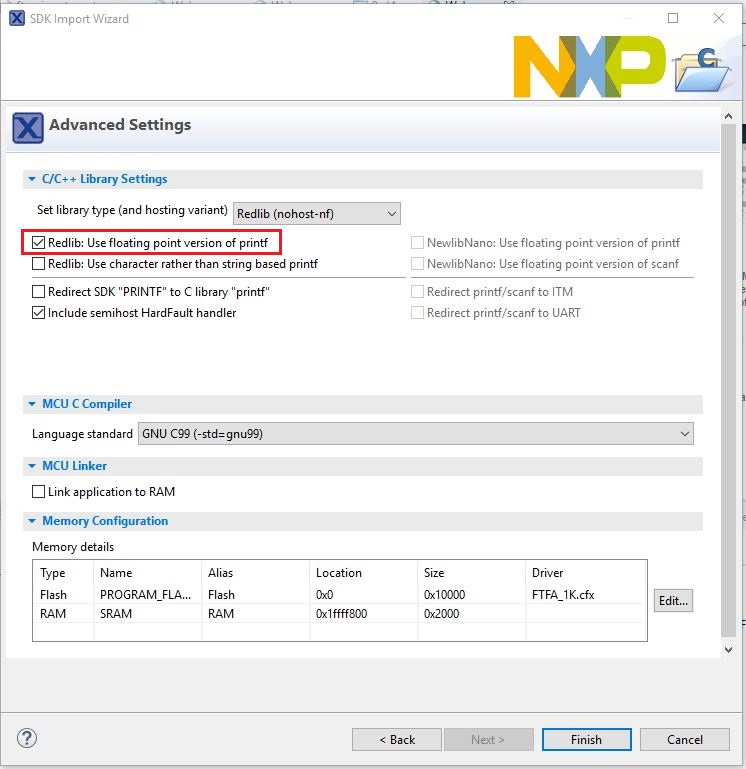 SDK Import Wizard
NXP
C
Advanced Settings
C/C++ Library Settings
Set library type (and hosting variant) Redlib (nohost-nf)
Redlib: Use floating point version of printf NewlibNano: Use floating point version of printf
Redlib: Use character rather than string based printf NewlibNano: Use floating point version of scanf
Redirect SDK "PRINTF" to C library "printf" Redirect printf/scanf to ITM
Include semihost HardFault handler Redirect printf/scanf to UART
MCU C Compiler
Language standard GNU C99 (-std=gnu99)
MCU Linker
Link application to RAM
Memory Configuration
Memory details
Type Name Alias Location Size Driver
Flash PROGRAM_FLA... Flash 0x0 0x10000 FTFA_1K.cfx
RAM SRAM RAM 0x1ffff800 0x2000
Edit...
? < Back Next > Finish Cancel